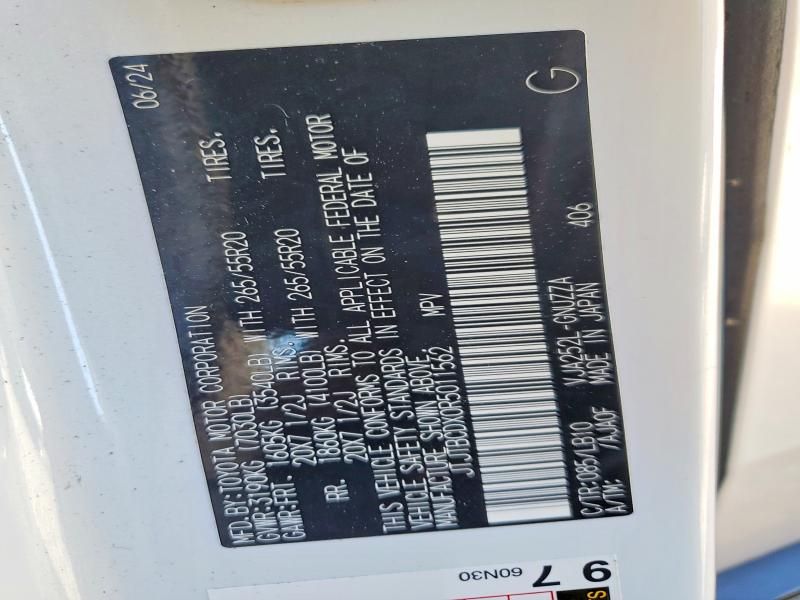 06/24
MFD.BY:TOYOTA MOTOR CORPORATION
GVWR:3190KG (7030LB)
GAWR:FRT. 1605KG (3540LB) WITH 265/55R20 TIRES.
20X7 1/2J RIMS.
RR. 1860KG (4100LB) WITH 265/55R20 TIRES.
20X7 1/2J RIMS.
THIS VEHICLE CONFORMS TO ALL APPLICABLE FEDERAL MOTOR
VEHICLE SAFETY STANDARDS IN EFFECT ON THE DATE OF
MANUFACTURE SHOWN ABOVE.
MPV
C/TR:085/LB10 VJA252L-GNUZZA
A/TM: /AJA0F MADE IN JAPAN 406
G
9 7
60N30